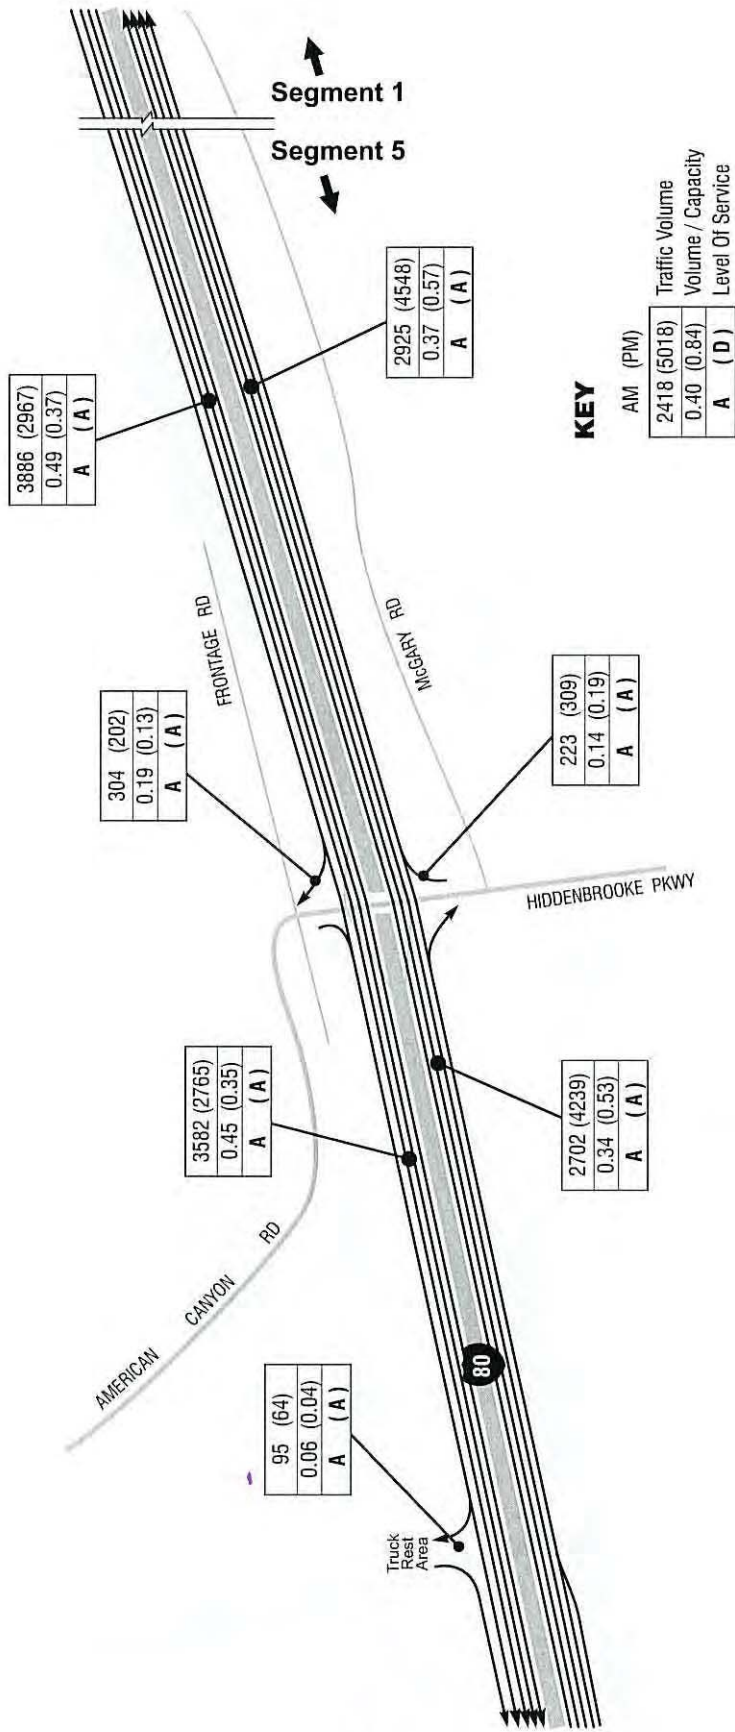 Segment 1
Segment 5
3886 (2967)
0.49 (0.37)
A (A)
2925 (4548)
0.37 (0.57)
A (A)
FRONTAGE RD
McGARY RD
304 (202)
0.19 (0.13)
A (A)
223 (309)
0.14 (0.19)
A (A)
HIDDENBROOKE PKWY
3582 (2765)
0.45 (0.35)
A (A)
2702 (4239)
0.34 (0.53)
A (A)
AMERICAN CANYON RD
80
95 (64)
0.06 (0.04)
A (A)
Truck
Rest
Area
KEY
AM (PM)
2418 (5018) Traffic Volume
0.40 (0.84) Volume / Capacity
A (D) Level Of Service